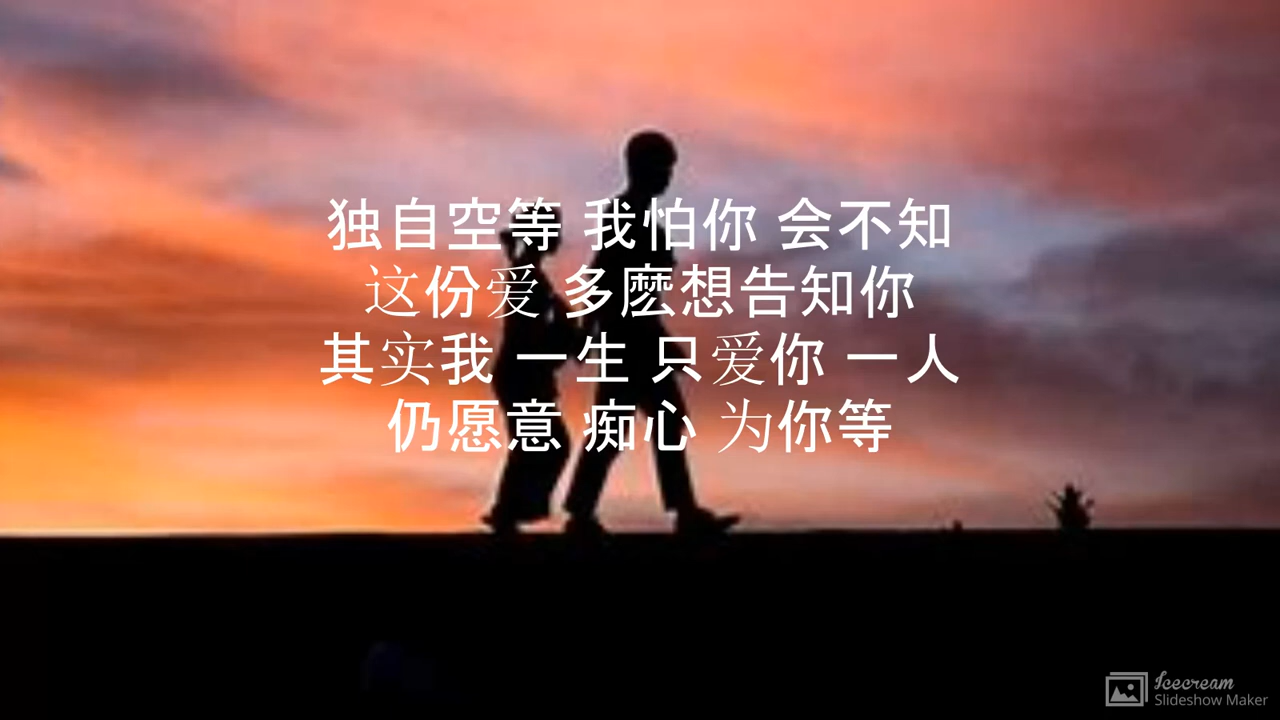 独自空等 我怕你 会不知
这份爱 多麽想告知你
其实我 一生 只爱你 一人
仍愿意 痴心 为你等
Icecream
Slideshow Maker